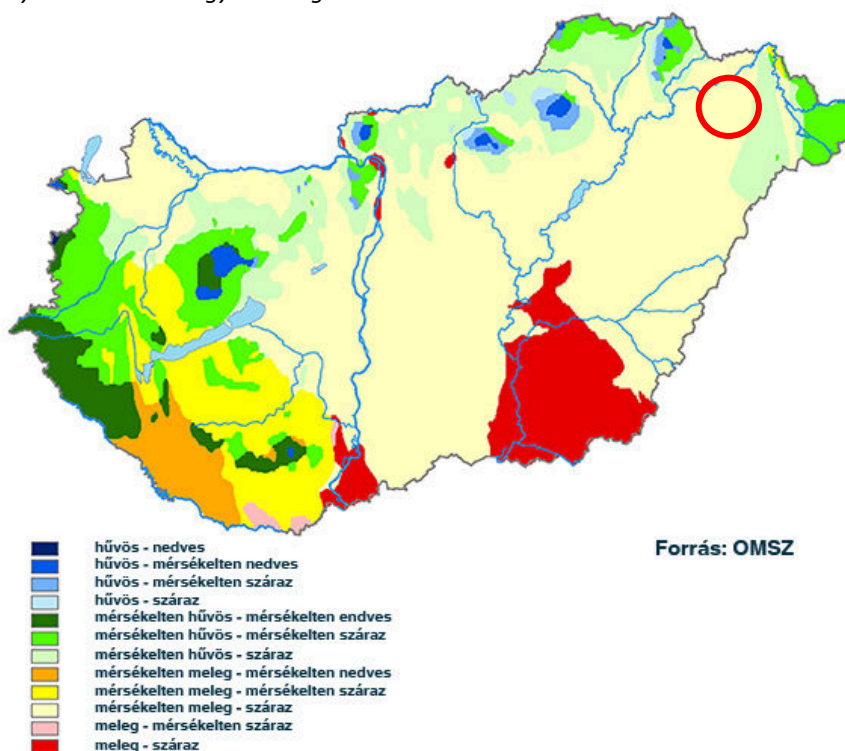 hűvös - nedves
hűvös - mérsékelten nedves
hűvös - mérsékelten száraz
hűvös - száraz
mérsékelten hűvös - mérsékelten endves
mérsékelten hűvös - mérsékelten száraz
mérsékelten hűvös - száraz
mérsékelten meleg - mérsékelten nedves
mérsékelten meleg - mérsékelten száraz
mérsékelten meleg - száraz
meleg - mérsékelten száraz
meleg - száraz
Forrás: OMSZ